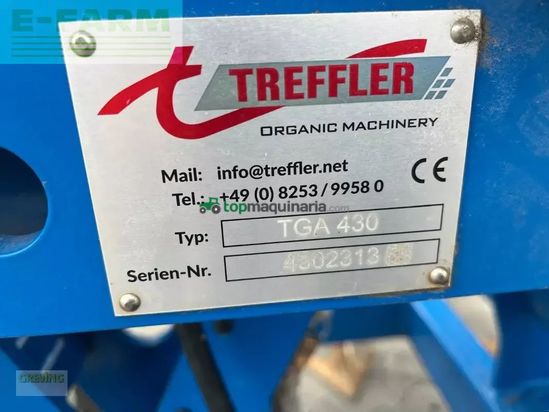 E-FARM
t TREFFLER
ORGANIC MACHINERY
Mail: info@treffler.net
Tel.: +49 (0) 8253 / 9958 0
topmaquinaria.com
Typ: TGA 430
Serien-Nr. 4302313
CE
GREVING